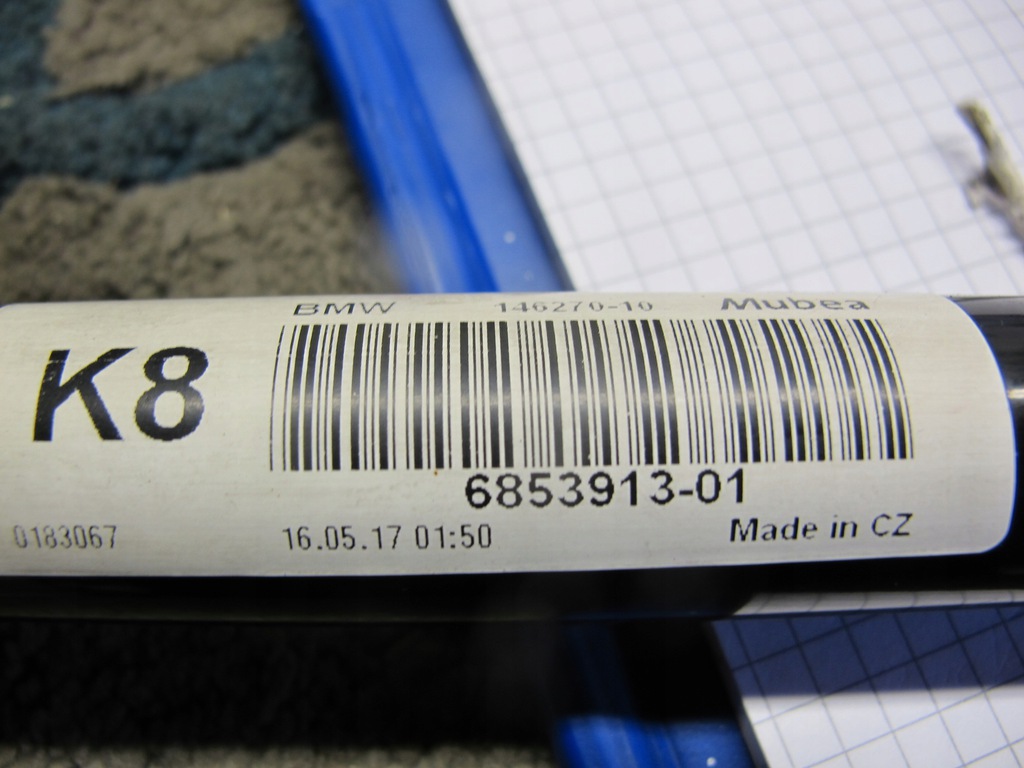 BMW 146270-10 Mubea
K8
6853913-01
0183067 16.05.17 01:50 Made in CZ